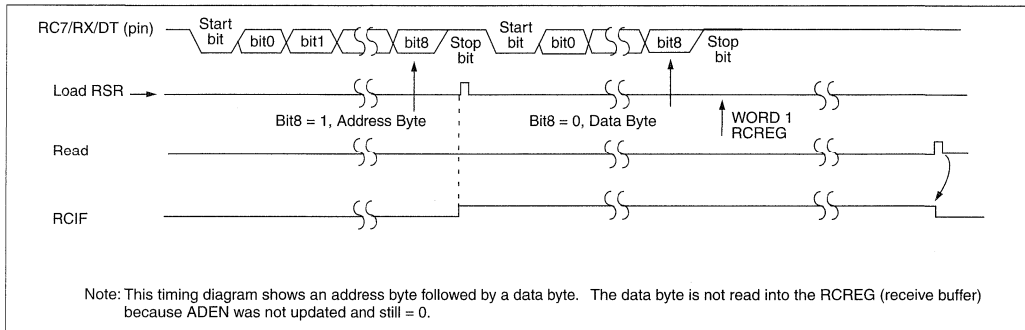 RC7/RX/DT (pin)
Start bit
bit0
bit1
bit8
Stop bit
Start bit
bit0
bit8
Stop bit
Load RSR
Bit8 = 1, Address Byte
Bit8 = 0, Data Byte
WORD 1
RCREG
Read
RCIF
Note: This timing diagram shows an address byte followed by a data byte. The data byte is not read into the RCREG (receive buffer)
because ADEN was not updated and still = 0.